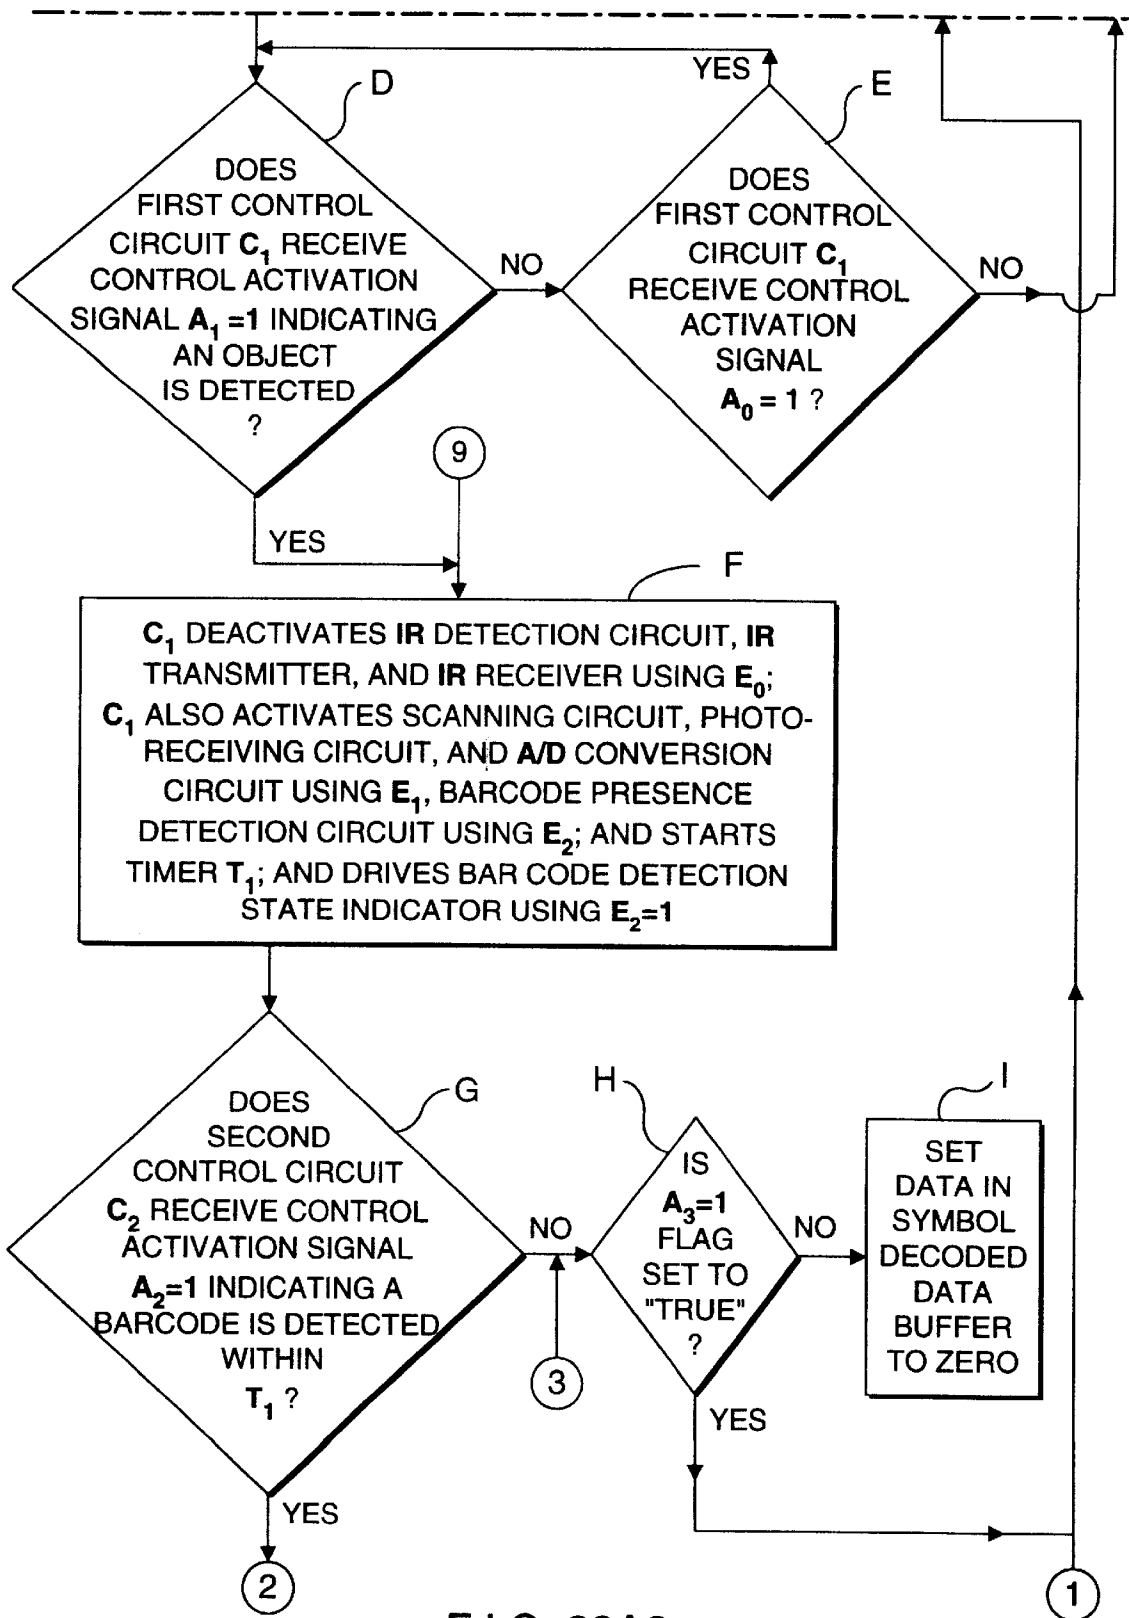 YES
D
E
DOES
FIRST CONTROL
CIRCUIT C1 RECEIVE
CONTROL ACTIVATION
SIGNAL A1 =1 INDICATING
AN OBJECT
IS DETECTED
?
NO
DOES
FIRST CONTROL
CIRCUIT C1
RECEIVE CONTROL
ACTIVATION
SIGNAL
A0 = 1 ?
NO
9
YES
F
C1 DEACTIVATES IR DETECTION CIRCUIT, IR
TRANSMITTER, AND IR RECEIVER USING E0;
C1 ALSO ACTIVATES SCANNING CIRCUIT, PHOTO-
RECEIVING CIRCUIT, AND A/D CONVERSION
CIRCUIT USING E1, BARCODE PRESENCE
DETECTION CIRCUIT USING E2; AND STARTS
TIMER T1; AND DRIVES BAR CODE DETECTION
STATE INDICATOR USING E2=1
G
H
I
DOES
SECOND
CONTROL CIRCUIT
C2 RECEIVE CONTROL
ACTIVATION SIGNAL
A2=1 INDICATING A
BARCODE IS DETECTED
WITHIN
T1 ?
NO
3
IS
A3=1
FLAG
SET TO
"TRUE"
?
NO
SET
DATA IN
SYMBOL
DECODED
DATA
BUFFER
TO ZERO
YES
YES
2
1